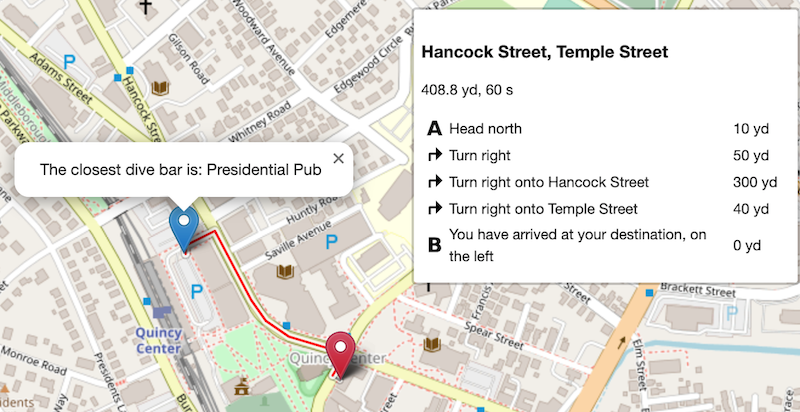 Edgemere
Woodward Avenue
Gilson Road
Edgewood Circle
P
Adams Street
Hancock Street
Whitney Road
Middleborough
The closest dive bar is: Presidential Pub
×
Huntly Road
Saville Avenue
P
P
Quincy
Center
Quincy Center
Monroe Road
Presidents
Spear Street
Elm Street
Brackett Street
P
Hancock Street, Temple Street
408.8 yd, 60 s
A Head north 10 yd
Turn right 50 yd
Turn right onto Hancock Street 300 yd
Turn right onto Temple Street 40 yd
B You have arrived at your destination, on the left 0 yd